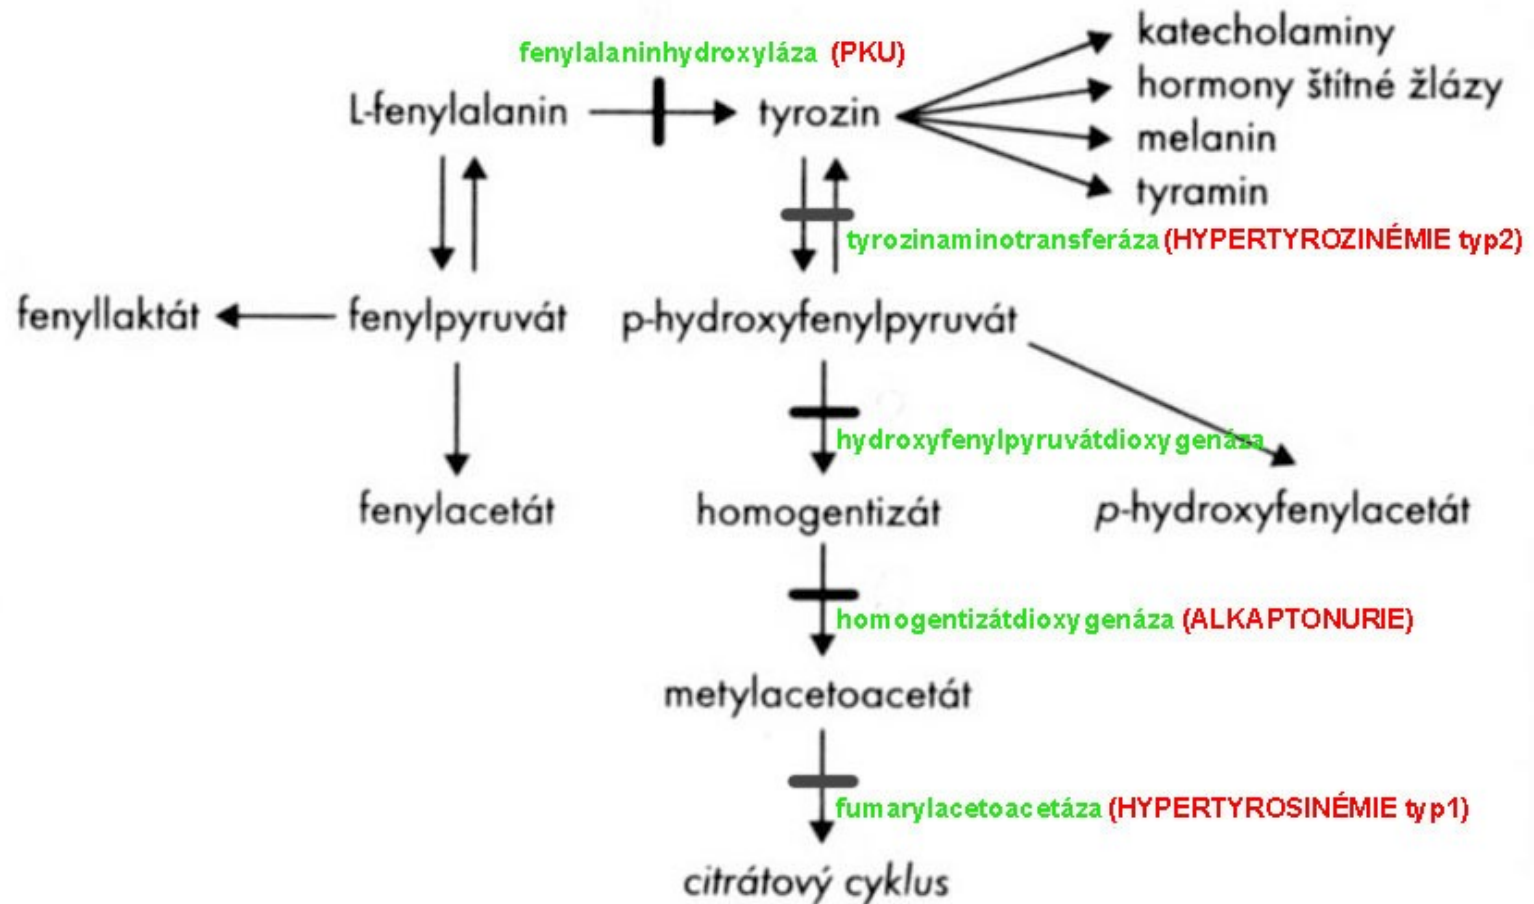 katecholaminy
fenylalaninhydroxyláza (PKU)
hormony štítné žlázy
L-fenylalanin
tyrozin
melanin
tyramin
tyrozinaminotransferáza (HYPERTYROZINÉMIE typ2)
fenyllaktát
fenylpyruvát
p-hydroxyfenylpyruvát
hydroxyfenylpyruvátdioxygenáza
fenylacetát
homogentizát
p-hydroxyfenylacetát
homogentizátdioxygenáza (ALKAPTONURIE)
metylacetoacetát
fumarylacetoacetáza (HYPERTYROSINÉMIE typ1)
citrátový cyklus